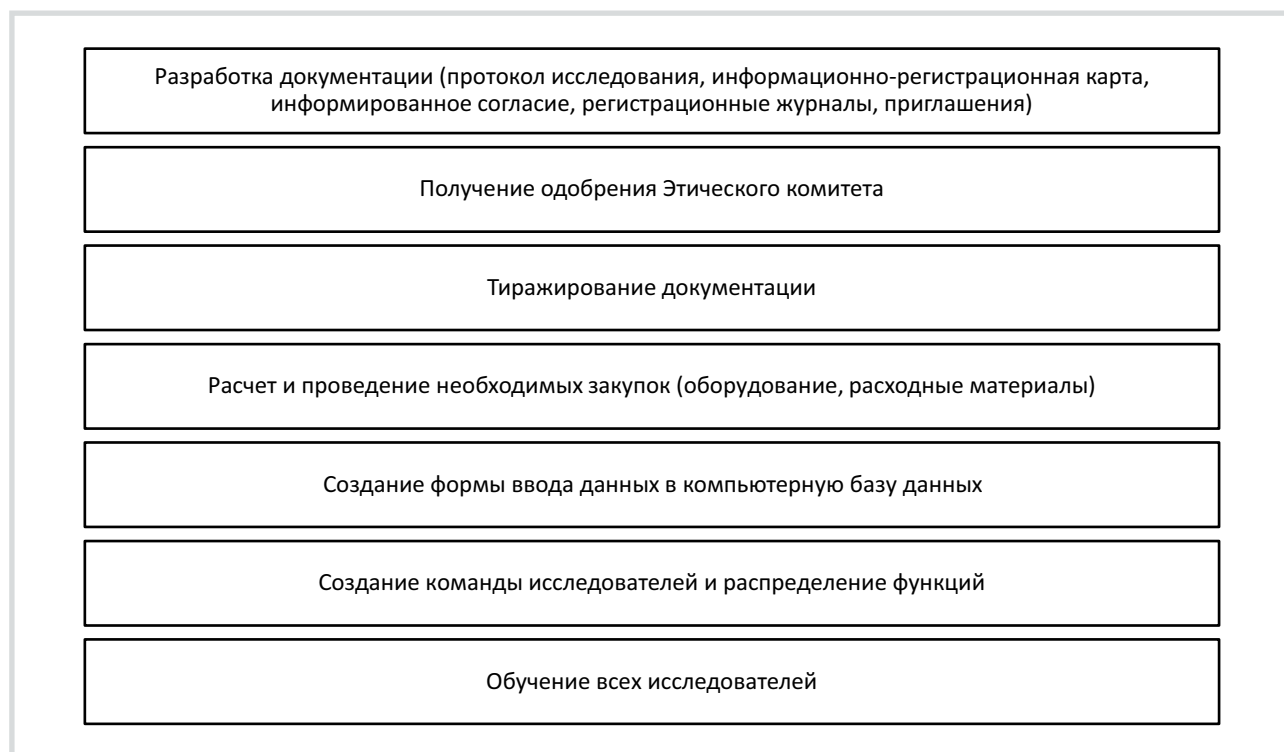 Разработка документации (протокол исследования, информационно-регистрационная карта,
информированное согласие, регистрационные журналы, приглашения)
Получение одобрения Этического комитета
Тиражирование документации
Расчет и проведение необходимых закупок (оборудование, расходные материалы)
Создание формы ввода данных в компьютерную базу данных
Создание команды исследователей и распределение функций
Обучение всех исследователей